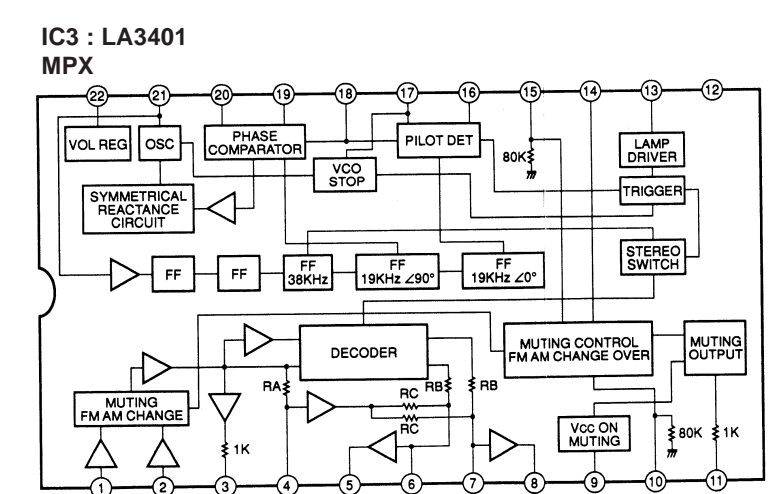 IC3 : LA3401
MPX
22 21 20 19 18 17 16 15 14 13 12
VOL REG
OSC
PHASE
COMPARATOR
PILOT DET
80K
LAMP
DRIVER
VCO
STOP
TRIGGER
SYMMETRICAL
REACTANCE
CIRCUIT
STEREO
SWITCH
FF
FF
FF
38KHz
FF
19KHz ∠90°
FF
19KHz ∠0°
DECODER
MUTING CONTROL
FM AM CHANGE OVER
MUTING
OUTPUT
RA
RB
RB
MUTING
FM AM CHANGE
RC
RC
1K
Vcc ON
MUTING
80K
1K
1 2 3 4 5 6 7 8 9 10 11